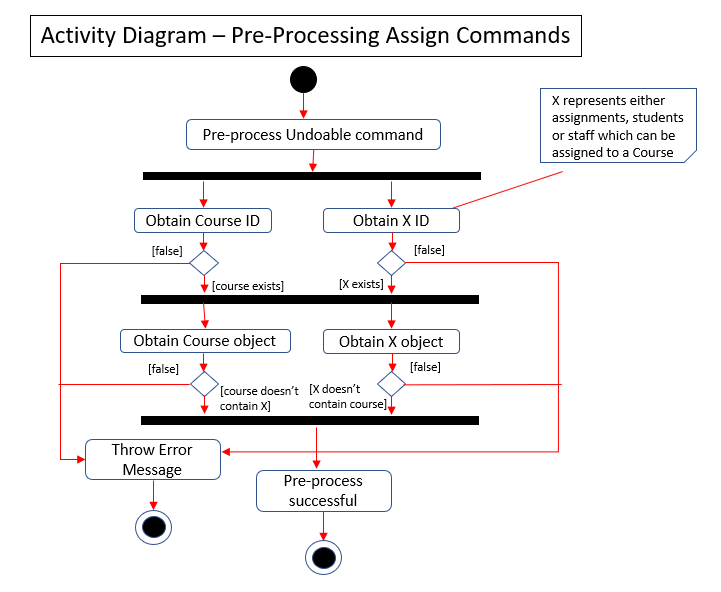 Activity Diagram – Pre-Processing Assign Commands
X represents either
assignments, students
or staff which can be
assigned to a Course
Pre-process Undoable command
Obtain Course ID
Obtain X ID
[false]
[false]
[course exists]
[X exists]
Obtain Course object
Obtain X object
[false]
[false]
[course doesn't
contain X]
[X doesn't
contain course]
Throw Error
Message
Pre-process
successful